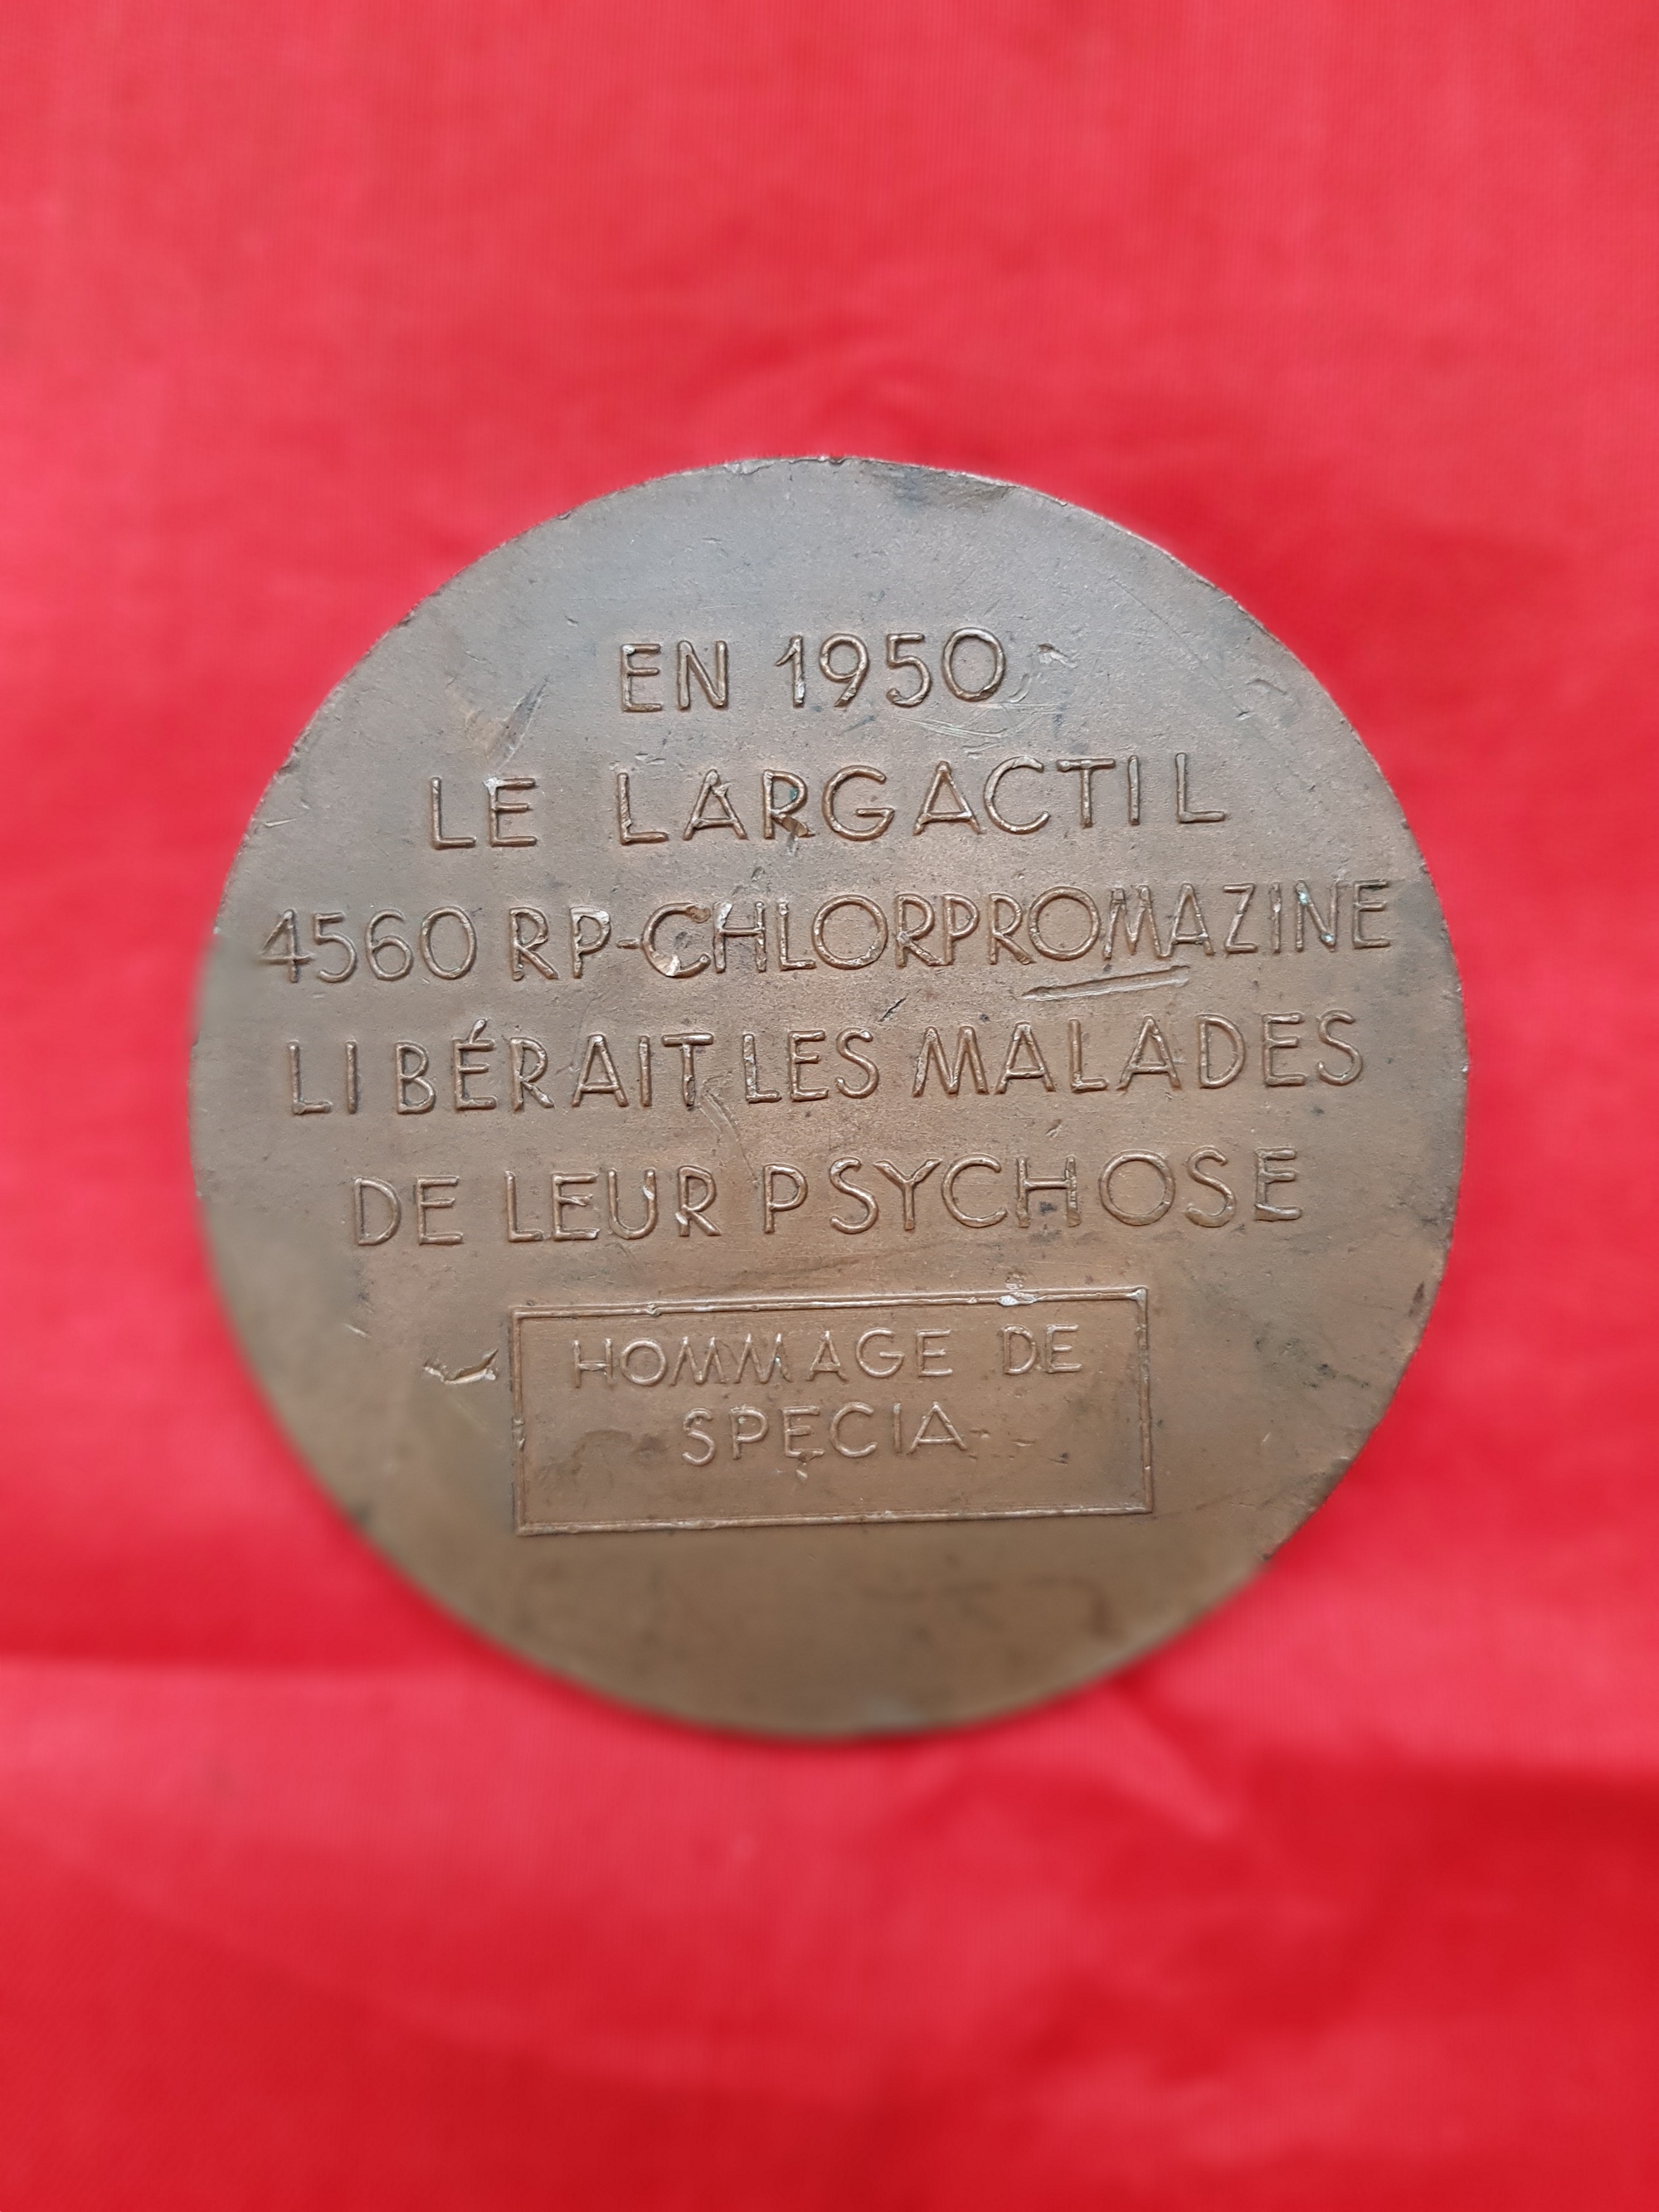 EN 1950
LE LARGACTIL
4560 RP-CHLORPROMAZINE
LIBÉRAIT LES MALADES
DE LEUR PSYCHOSE
HOMMAGE DE
SPECIA